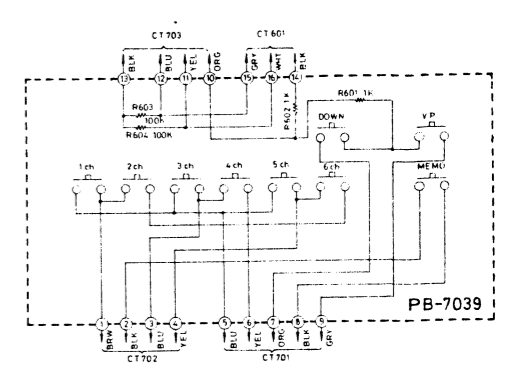 CT703 CT601
BLK BLU YEL ORG GRY WHT BLK
13 12 11 10 15 16 14
R603
100K
R604 100K
R602 1K
R601 1K
DOWN UP
1ch 2ch 3ch 4ch 5ch 6ch MEMO
PB-7039
1 2 3 4 5 6 7 8 9
BRW BLK BLU YEL BLU YEL ORG BLK GRY
CT702 CT701